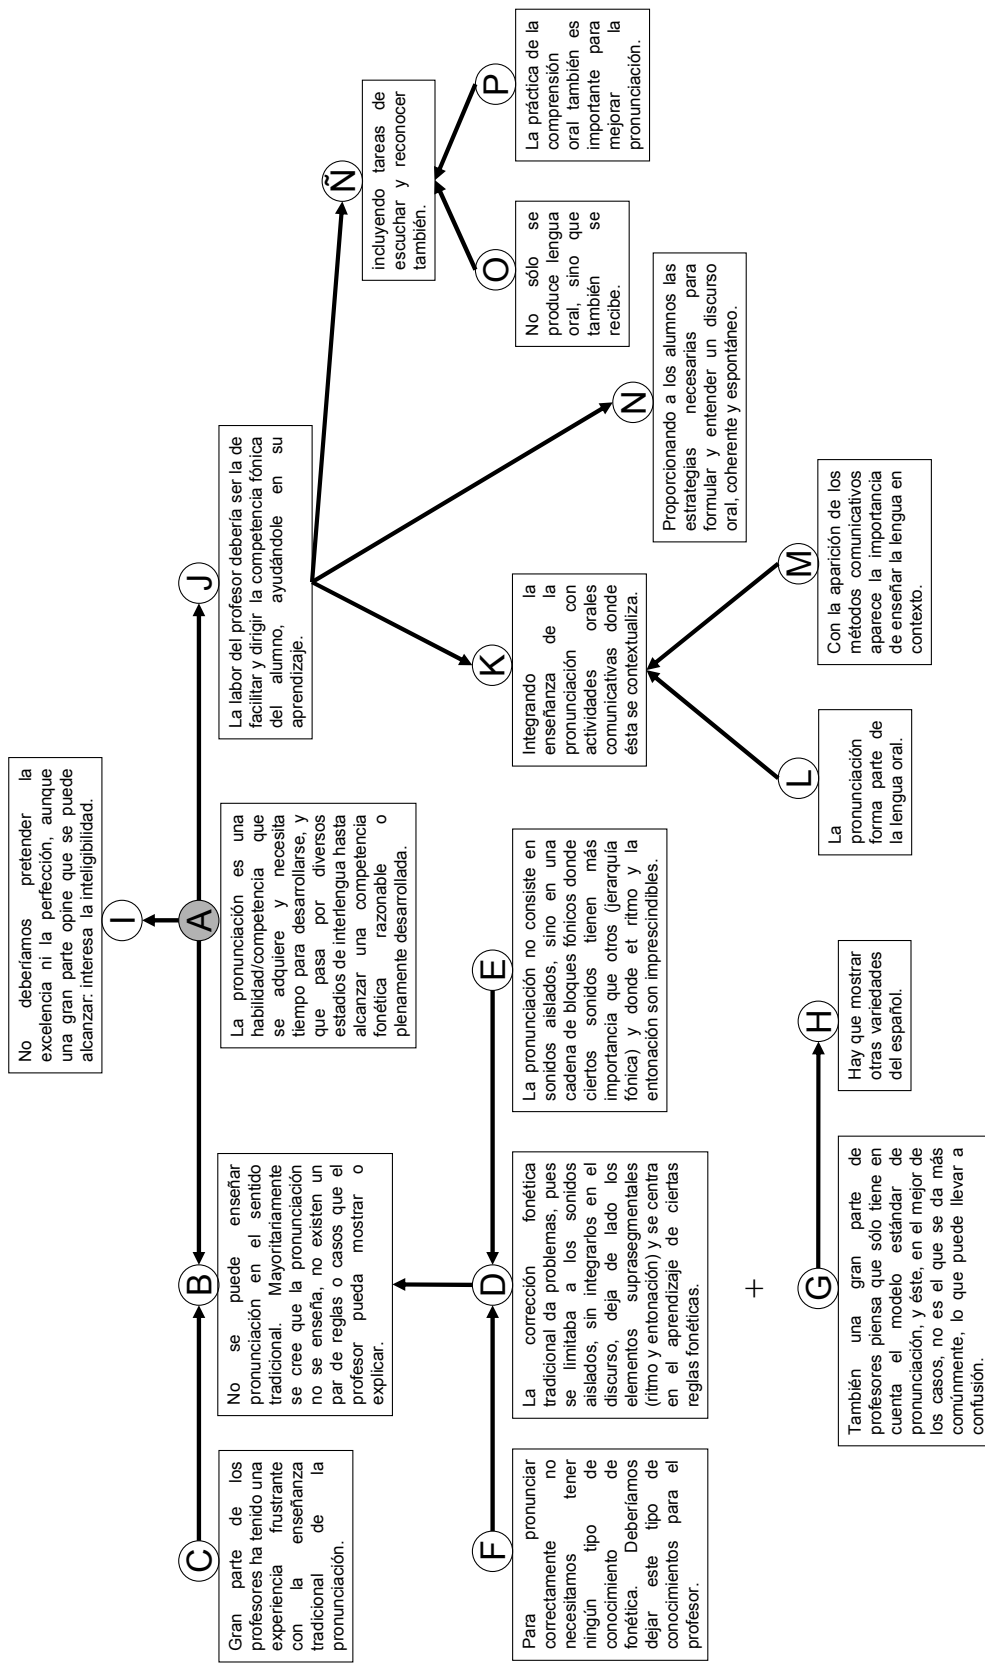 No deberíamos pretender la
excelencia ni la perfección, aunque
una gran parte opine que se puede
alcanzar: interesa la inteligibilidad.
I
C
B
A
J
Gran parte de los
profesores ha tenido una
experiencia frustrante
con la enseñanza
tradicional de la
pronunciación.
No se puede enseñar
pronunciación en el sentido
tradicional. Mayoritariamente
se cree que la pronunciación
no se enseña, no existen un
par de reglas o casos que el
profesor pueda mostrar o
explicar.
La pronunciación es una
habilidad/competencia que
se adquiere y necesita
tiempo para desarrollarse, y
que pasa por diversos
estadios de interlengua hasta
alcanzar una competencia
fonética razonable o
plenamente desarrollada.
La labor del profesor debería ser la de
facilitar y dirigir la competencia fónica
del alumno, ayudándole en su
aprendizaje.
Ñ
incluyendo tareas de
escuchar y reconocer
también.
F
D
E
K
O
P
Para pronunciar
correctamente no
necesitamos tener
ningún tipo de
conocimiento de
fonética. Deberíamos
dejar este tipo de
conocimientos para el
profesor.
La corrección fonética
tradicional da problemas, pues
se limitaba a los sonidos
aislados, sin integrarlos en el
discurso, deja de lado los
elementos suprasegmentales
(ritmo y entonación) y se centra
en el aprendizaje de ciertas
reglas fonéticas.
La pronunciación no consiste en
sonidos aislados, sino en una
cadena de bloques fónicos donde
ciertos sonidos tienen más
importancia que otros (jerarquía
fónica) y donde et ritmo y la
entonación son imprescindibles.
Integrando la
enseñanza de la
pronunciación con
actividades orales
comunicativas donde
ésta se contextualiza.
No sólo se
produce lengua
oral, sino que
también se
recibe.
La práctica de la
comprensión
oral también es
importante para
mejorar la
pronunciación.
N
Proporcionando a los alumnos las
estrategias necesarias para
formular y entender un discurso
oral, coherente y espontáneo.
+
G
H
L
M
También una gran parte de
profesores piensa que sólo tiene en
cuenta el modelo estándar de
pronunciación, y éste, en el mejor de
los casos, no es el que se da más
comúnmente, lo que puede llevar a
confusión.
Hay que mostrar
otras variedades
del español.
La
pronunciación
forma parte de
la lengua oral.
Con la aparición de los
métodos comunicativos
aparece la importancia
de enseñar la lengua en
contexto.